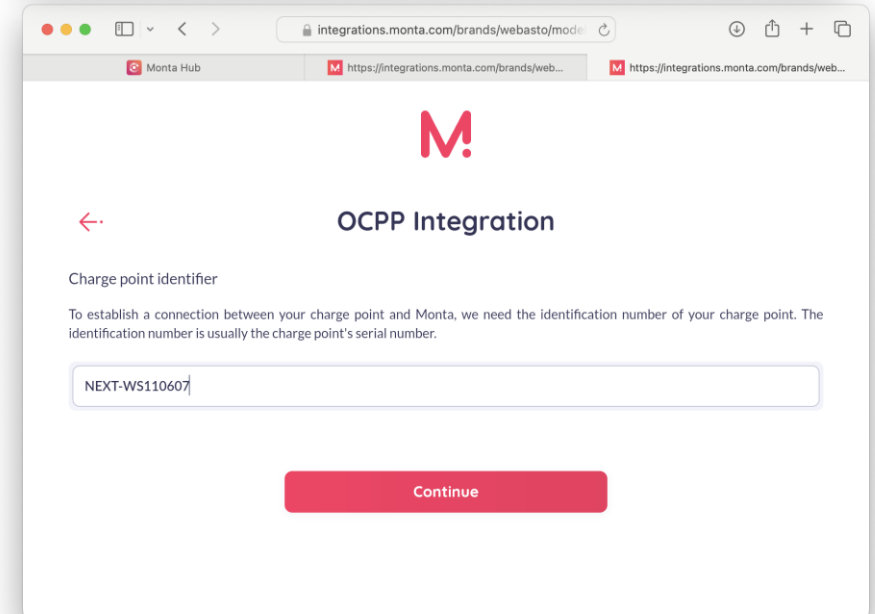 integrations.monta.com/brands/webasto/mode
Monta Hub
https://integrations.monta.com/brands/web...
https://integrations.monta.com/brands/web...
OCPP Integration
Charge point identifier
To establish a connection between your charge point and Monta, we need the identification number of your charge point. The
identification number is usually the charge point's serial number.
NEXT-WS110607
Continue